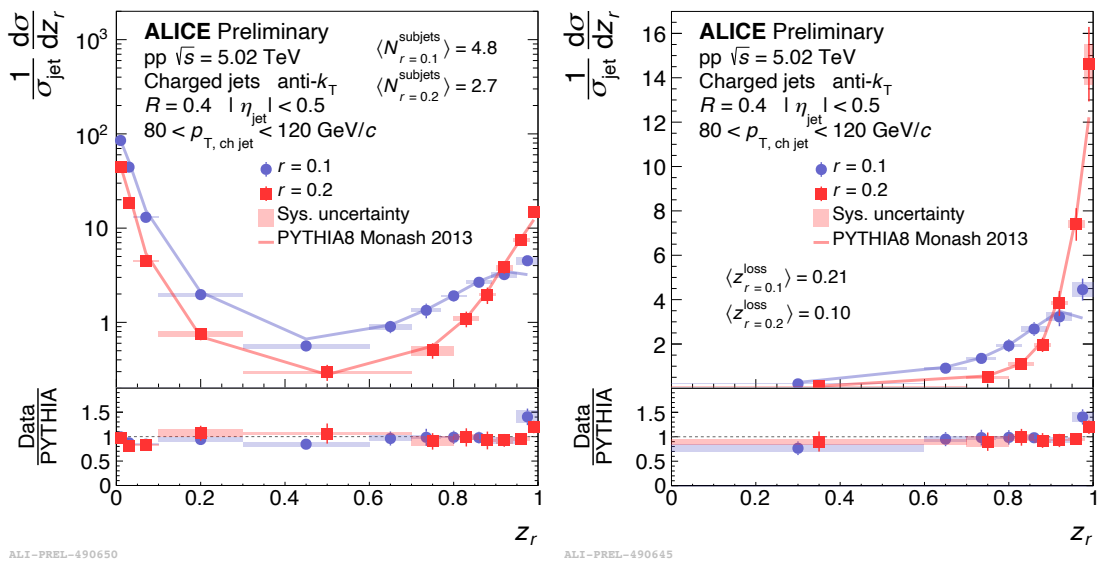 ALICE Preliminary
pp √s = 5.02 TeV
Charged jets anti-k_T
R = 0.4 | η_jet | < 0.5
80 < p_T, ch jet < 120 GeV/c
⟨N^subjets_r = 0.1⟩ = 4.8
⟨N^subjets_r = 0.2⟩ = 2.7
r = 0.1
r = 0.2
Sys. uncertainty
PYTHIA8 Monash 2013
1/σ_jet dσ/dz_r
10³
10²
10
1
Data
PYTHIA
1.5
1
0.5
0
0 0.2 0.4 0.6 0.8 1
z_r
ALI-PREL-490650
ALICE Preliminary
pp √s = 5.02 TeV
Charged jets anti-k_T
R = 0.4 | η_jet | < 0.5
80 < p_T, ch jet < 120 GeV/c
r = 0.1
r = 0.2
Sys. uncertainty
PYTHIA8 Monash 2013
⟨z^loss_r = 0.1⟩ = 0.21
⟨z^loss_r = 0.2⟩ = 0.10
1/σ_jet dσ/dz_r
16
14
12
10
8
6
4
2
Data
PYTHIA
1.5
1
0.5
0
0 0.2 0.4 0.6 0.8 1
z_r
ALI-PREL-490645